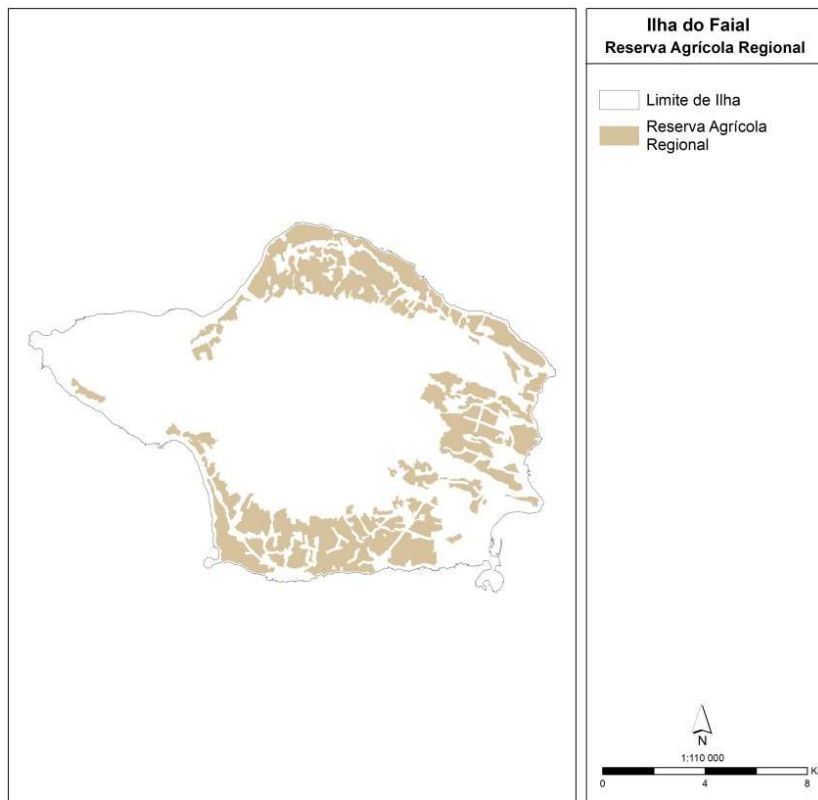 Ilha do Faial
Reserva Agrícola Regional
Limite de Ilha
Reserva Agrícola
Regional
N
1:110 000
K
0 4 8